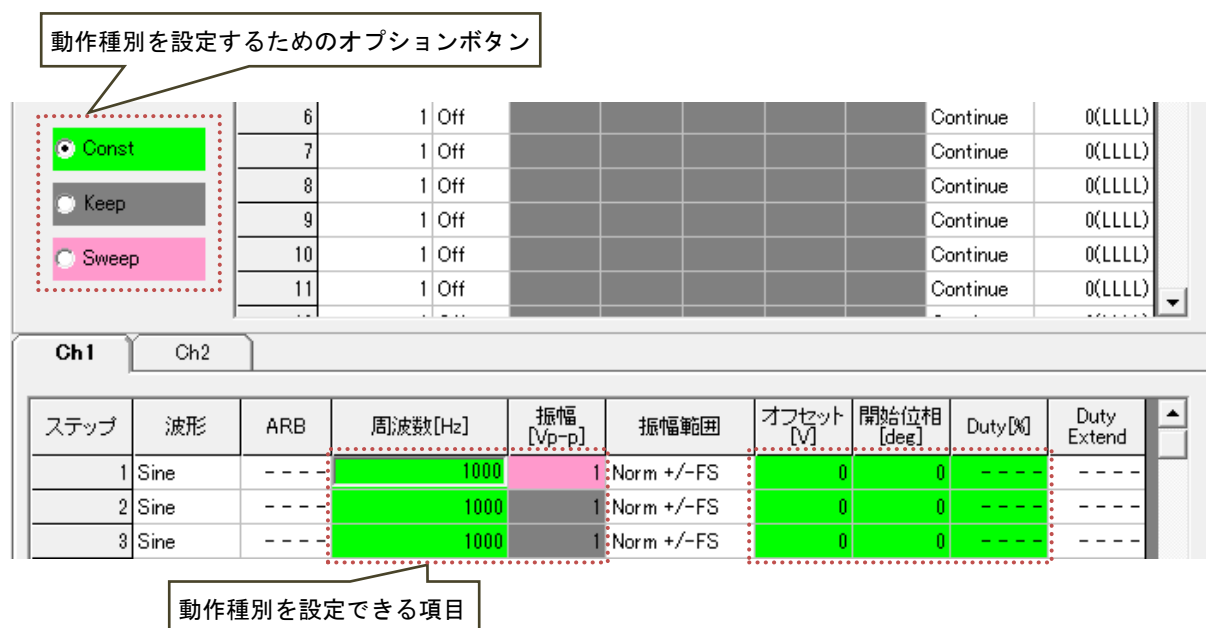 動作種別を設定するためのオプションボタン
6 1 Off Continue 0(LLLL)
Const 7 1 Off Continue 0(LLLL)
8 1 Off Continue 0(LLLL)
Keep 9 1 Off Continue 0(LLLL)
Sweep 10 1 Off Continue 0(LLLL)
11 1 Off Continue 0(LLLL)
Ch1 Ch2
ステップ 波形 ARB 周波数[Hz] 振幅[Vp-p] 振幅範囲 オフセット[V] 開始位相[deg] Duty[%] Duty Extend
1 Sine ---- 1000 1 Norm +/-FS 0 0 ---- ----
2 Sine ---- 1000 1 Norm +/-FS 0 0 ---- ----
3 Sine ---- 1000 1 Norm +/-FS 0 0 ---- ----
動作種別を設定できる項目